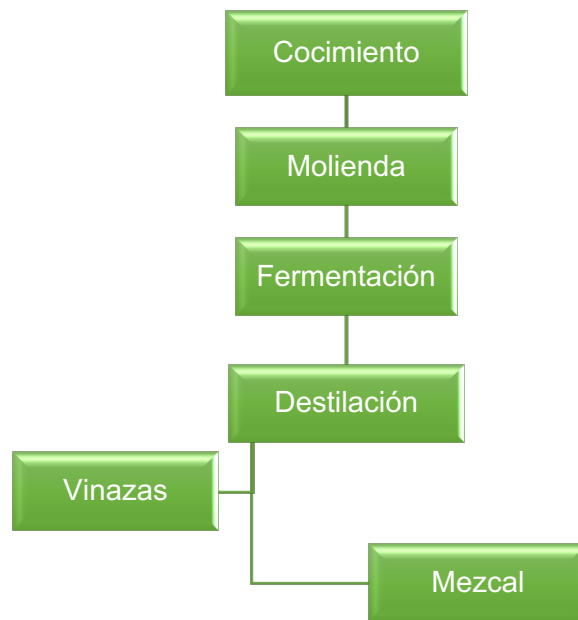 Cocimiento
Molienda
Fermentación
Destilación
Vinazas
Mezcal